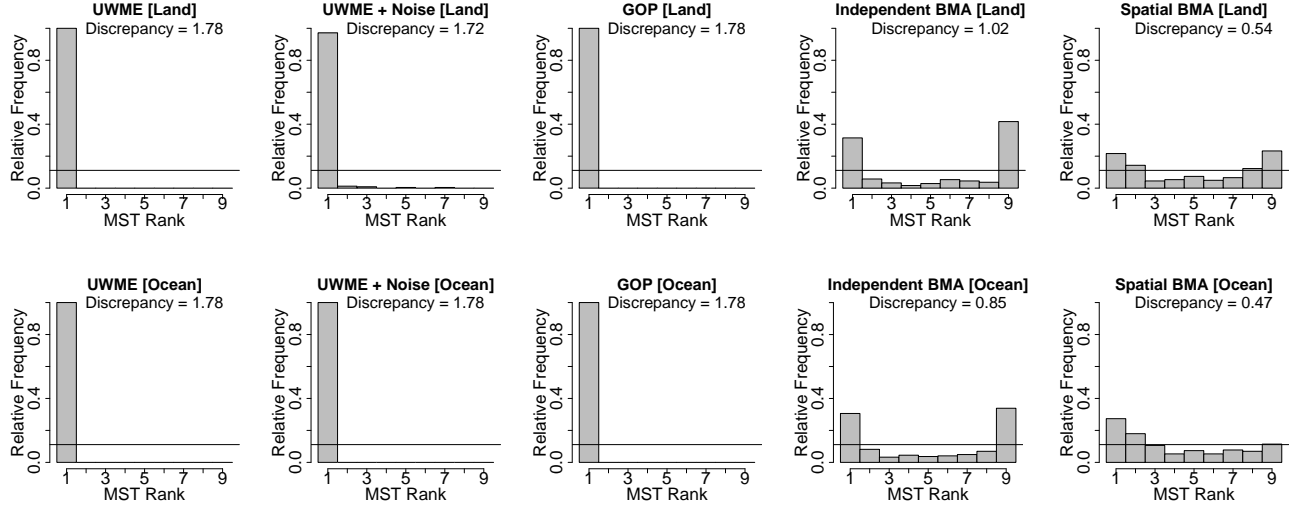 UWME [Land]
Discrepancy = 1.78
Relative Frequency
0.0 0.4 0.8
1 3 5 7 9
MST Rank
UWME + Noise [Land]
Discrepancy = 1.72
Relative Frequency
0.0 0.4 0.8
1 3 5 7 9
MST Rank
GOP [Land]
Discrepancy = 1.78
Relative Frequency
0.0 0.4 0.8
1 3 5 7 9
MST Rank
Independent BMA [Land]
Discrepancy = 1.02
Relative Frequency
0.0 0.4 0.8
1 3 5 7 9
MST Rank
Spatial BMA [Land]
Discrepancy = 0.54
Relative Frequency
0.0 0.4 0.8
1 3 5 7 9
MST Rank
UWME [Ocean]
Discrepancy = 1.78
Relative Frequency
0.0 0.4 0.8
1 3 5 7 9
MST Rank
UWME + Noise [Ocean]
Discrepancy = 1.78
Relative Frequency
0.0 0.4 0.8
1 3 5 7 9
MST Rank
GOP [Ocean]
Discrepancy = 1.78
Relative Frequency
0.0 0.4 0.8
1 3 5 7 9
MST Rank
Independent BMA [Ocean]
Discrepancy = 0.85
Relative Frequency
0.0 0.4 0.8
1 3 5 7 9
MST Rank
Spatial BMA [Ocean]
Discrepancy = 0.47
Relative Frequency
0.0 0.4 0.8
1 3 5 7 9
MST Rank